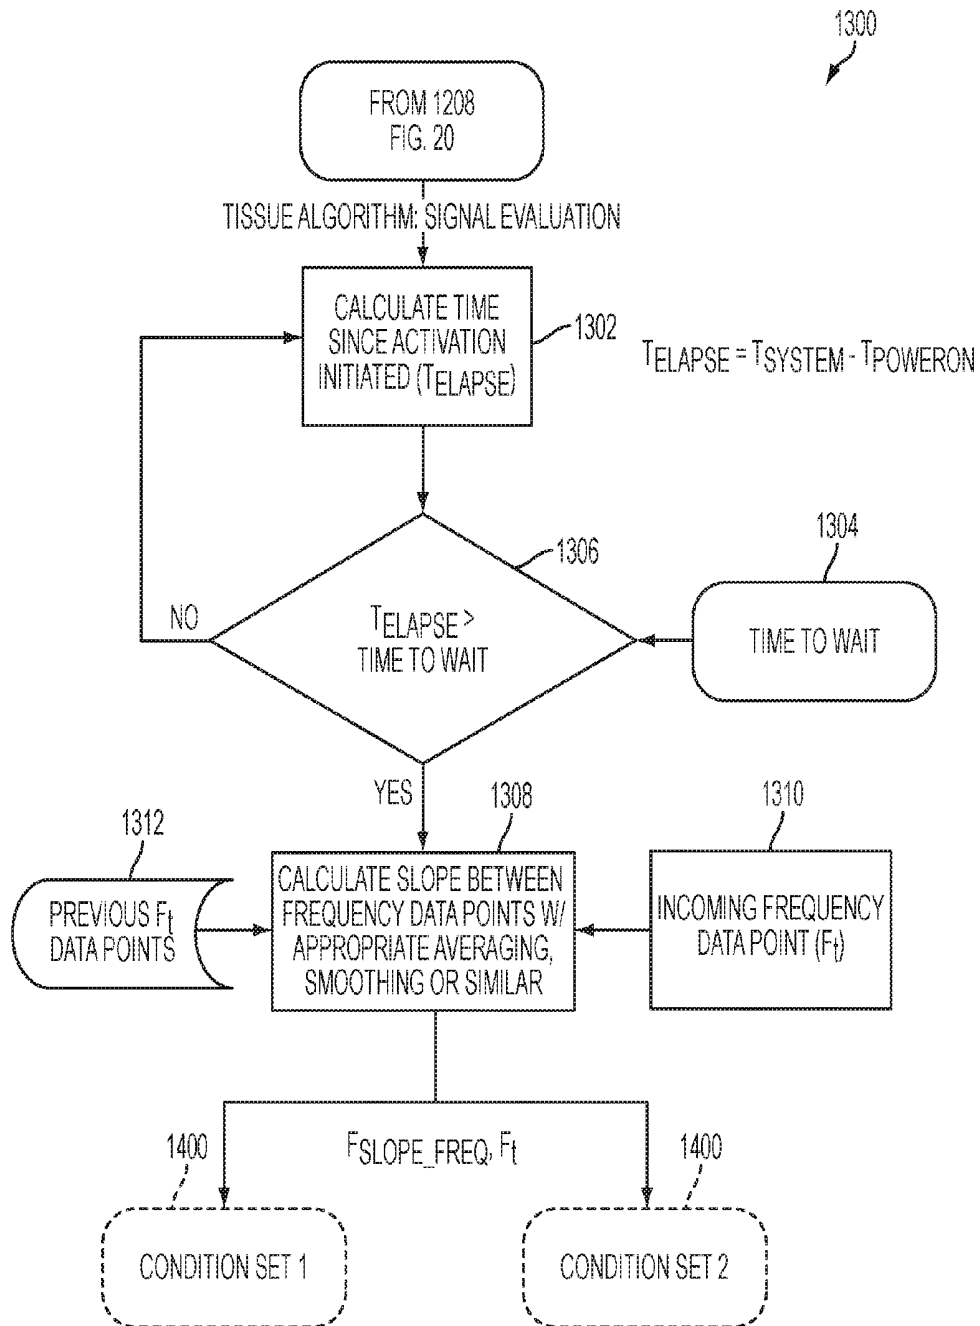 1300
FROM 1208
FIG. 20
TISSUE ALGORITHM: SIGNAL EVALUATION
CALCULATE TIME
SINCE ACTIVATION
INITIATED (TELAPSE)
1302
TELAPSE = TSYSTEM - TPOWERON
1306
1304
NO
TELAPSE >
TIME TO WAIT
TIME TO WAIT
YES
1308
1310
1312
PREVIOUS Ft
DATA POINTS
CALCULATE SLOPE BETWEEN
FREQUENCY DATA POINTS W/
APPROPRIATE AVERAGING,
SMOOTHING OR SIMILAR
INCOMING FREQUENCY
DATA POINT (Ft)
FSLOPE_FREQ, Ft
1400
1400
CONDITION SET 1
CONDITION SET 2